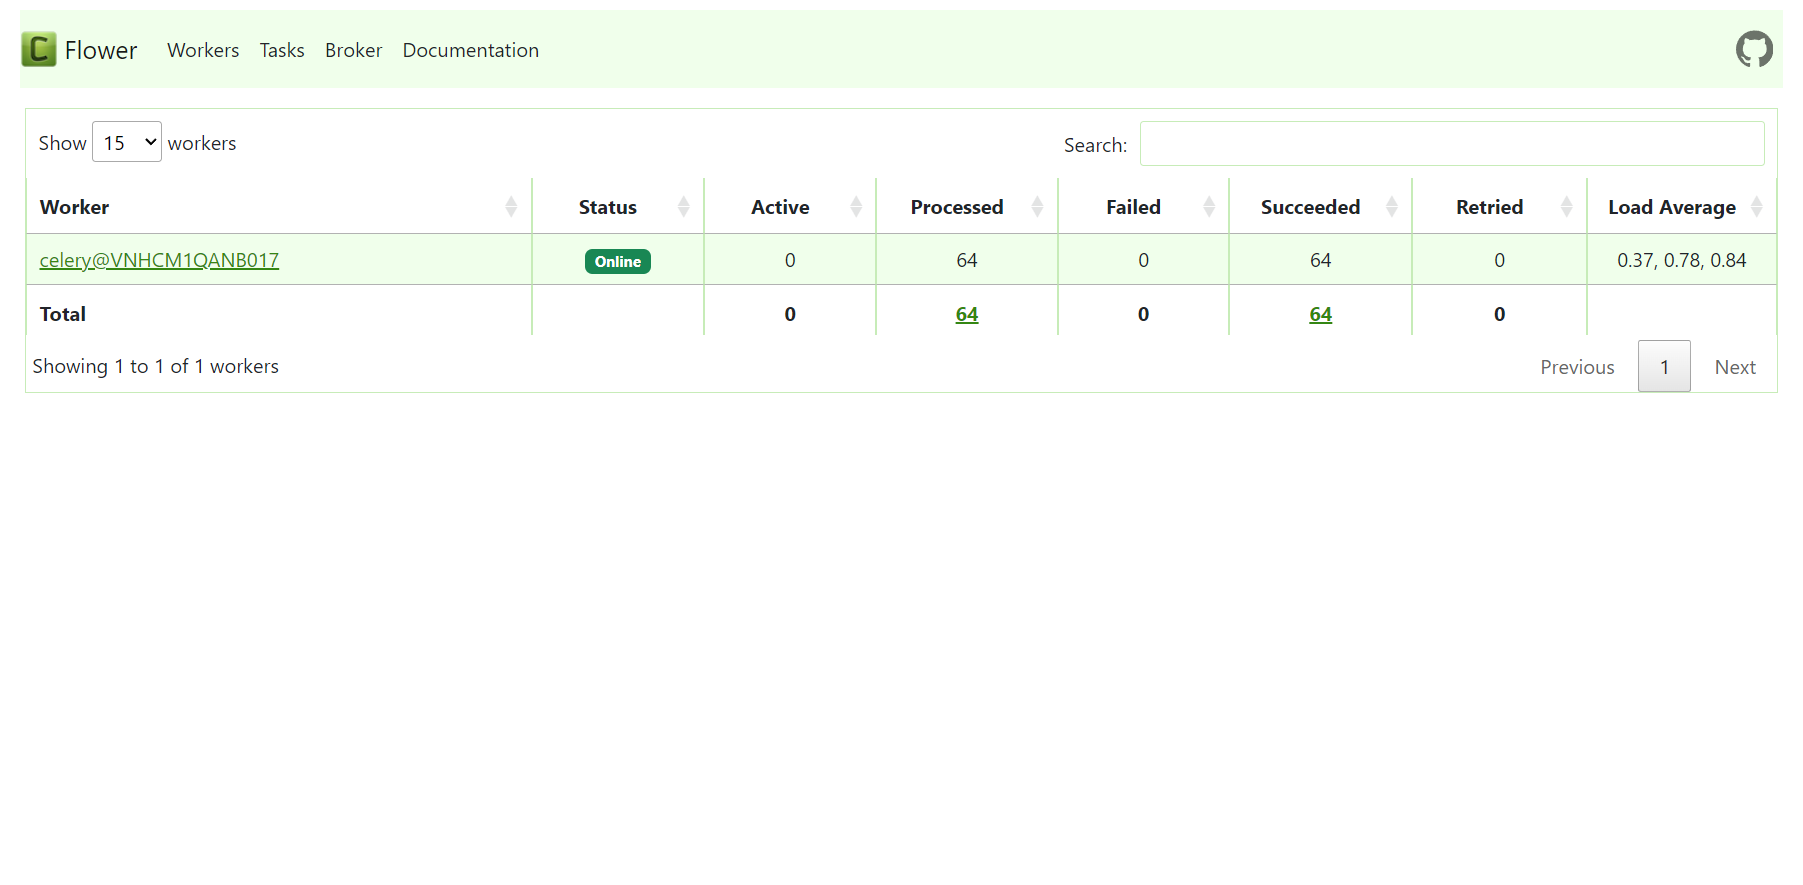 C Flower Workers Tasks Broker Documentation
Show 15 workers Search:
Worker Status Active Processed Failed Succeeded Retried Load Average
celery@VNHCM1QANB017 Online 0 64 0 64 0 0.37, 0.78, 0.84
Total 0 64 0 64 0
Showing 1 to 1 of 1 workers Previous 1 Next